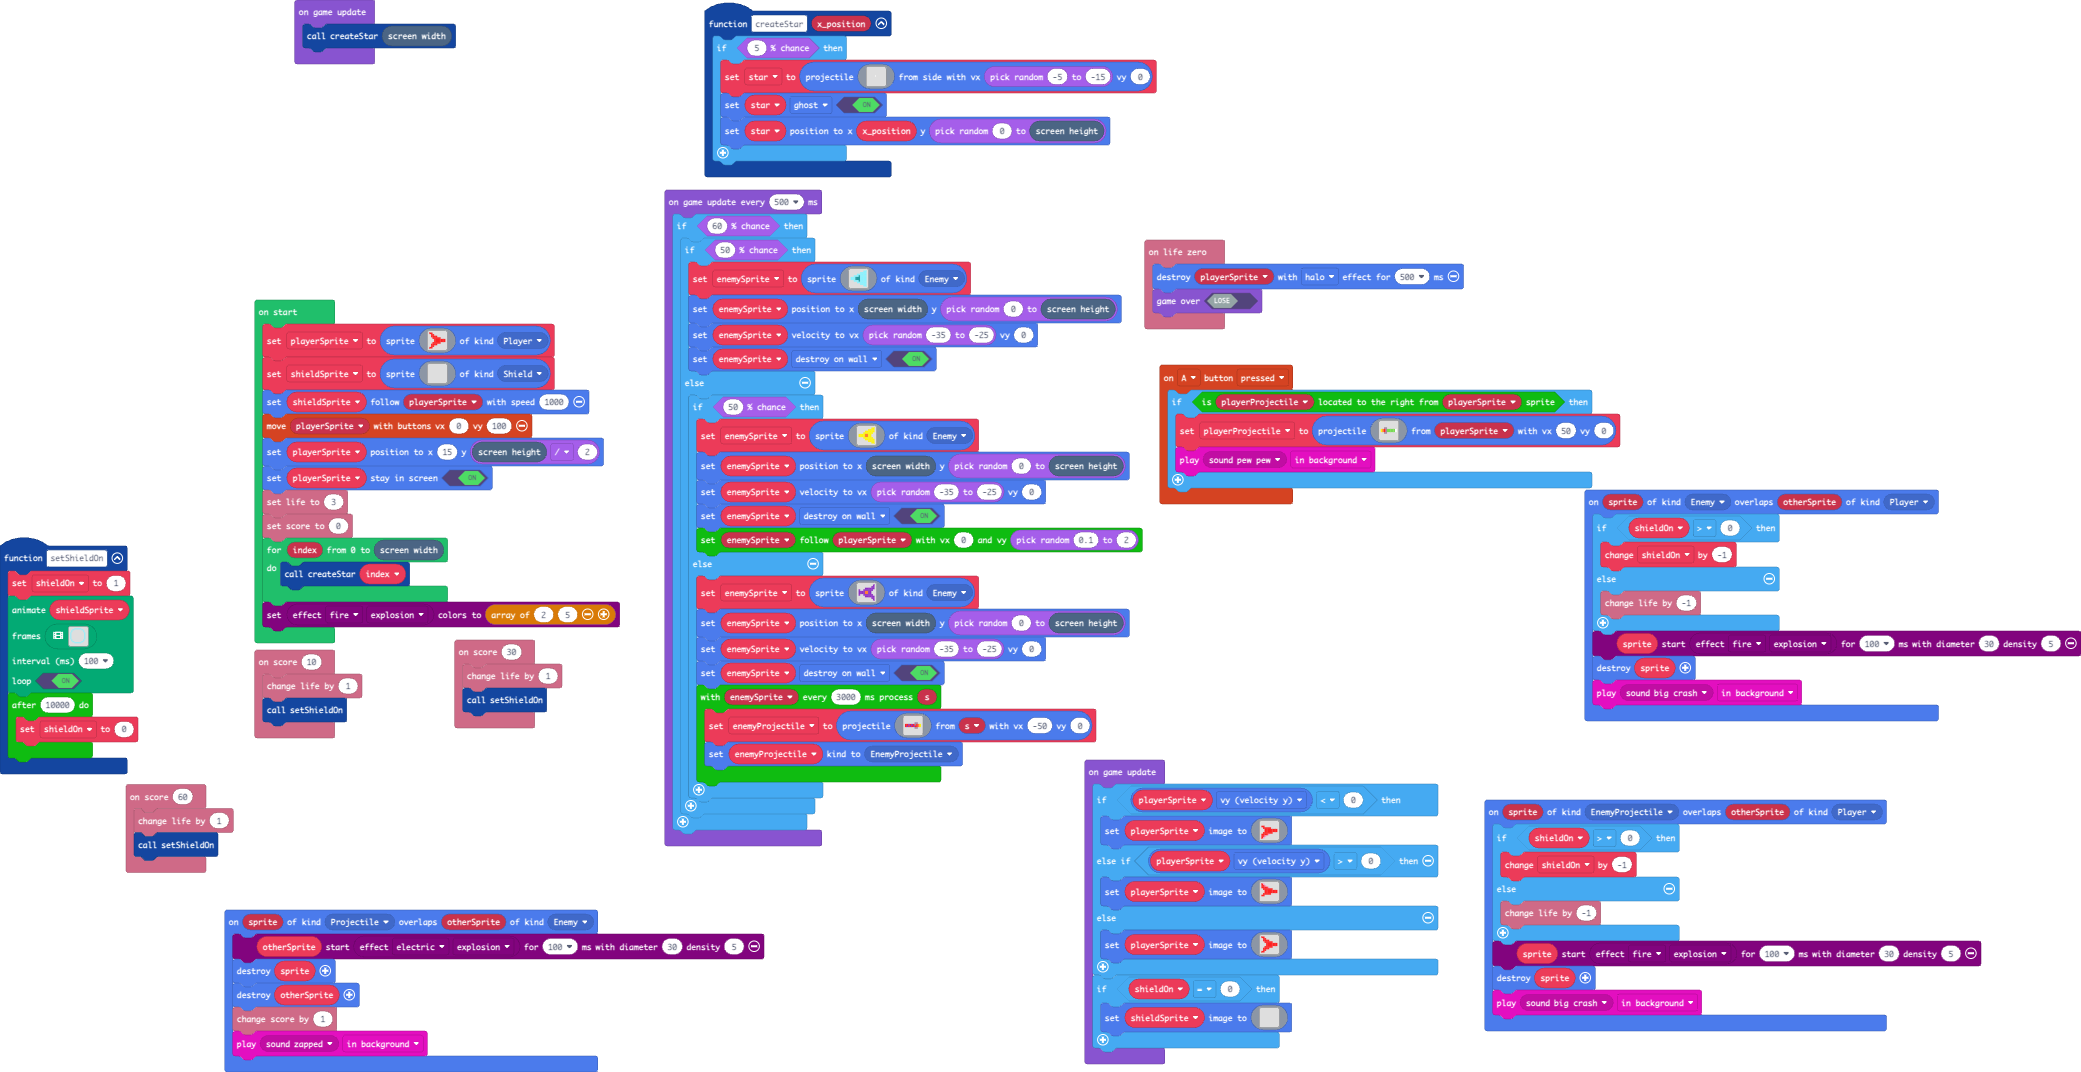 on game update
call createStar screen width
function createStar x_position
if 5 % chance then
set star to projectile from side with vx pick random -5 to -15 vy 0
set star ghost ON
set star position to x x_position y pick random 0 to screen height
on game update every 500 ms
if 60 % chance then
if 50 % chance then
set enemySprite to sprite of kind Enemy
set enemySprite position to x screen width y pick random 0 to screen height
set enemySprite velocity to vx pick random -35 to -25 vy 0
set enemySprite destroy on wall ON
else
if 50 % chance then
set enemySprite to sprite of kind Enemy
set enemySprite position to x screen width y pick random 0 to screen height
set enemySprite velocity to vx pick random -35 to -25 vy 0
set enemySprite destroy on wall ON
set enemySprite follow playerSprite with vx 0 and vy pick random 0.1 to 2
else
set enemySprite to sprite of kind Enemy
set enemySprite position to x screen width y pick random 0 to screen height
set enemySprite velocity to vx pick random -35 to -25 vy 0
set enemySprite destroy on wall ON
with enemySprite every 3000 ms process s
set enemyProjectile to projectile from s with vx -50 vy 0
set enemyProjectile kind to EnemyProjectile
on life zero
destroy playerSprite with halo effect for 500 ms
game over LOSE
on start
set playerSprite to sprite of kind Player
set shieldSprite to sprite of kind Shield
set shieldSprite follow playerSprite with speed 1000
move playerSprite with buttons vx 0 vy 100
set playerSprite position to x 15 y screen height / 2
set playerSprite stay in screen ON
set life to 3
set score to 0
for index from 0 to screen width
do call createStar index
set effect fire explosion colors to array of 2 5
on A button pressed
if is playerProjectile located to the right from playerSprite sprite then
set playerProjectile to projectile from playerSprite with vx 50 vy 0
play sound pew pew in background
on sprite of kind Enemy overlaps otherSprite of kind Player
if shieldOn > 0 then
change shieldOn by -1
else
change life by -1
sprite start effect fire explosion for 100 ms with diameter 30 density 5
destroy sprite
play sound big crash in background
function setShieldOn
set shieldOn to 1
animate shieldSprite
frames
interval (ms) 100
loop ON
after 10000 do
set shieldOn to 0
on score 10
change life by 1
call setShieldOn
on score 30
change life by 1
call setShieldOn
on score 60
change life by 1
call setShieldOn
on game update
if playerSprite vy (velocity y) < 0 then
set playerSprite image to
else if playerSprite vy (velocity y) > 0 then
set playerSprite image to
else
set playerSprite image to
if shieldOn = 0 then
set shieldSprite image to
on sprite of kind EnemyProjectile overlaps otherSprite of kind Player
if shieldOn > 0 then
change shieldOn by -1
else
change life by -1
sprite start effect fire explosion for 100 ms with diameter 30 density 5
destroy sprite
play sound big crash in background
on sprite of kind Projectile overlaps otherSprite of kind Enemy
otherSprite start effect electric explosion for 100 ms with diameter 30 density 5
destroy sprite
destroy otherSprite
change score by 1
play sound zapped in background